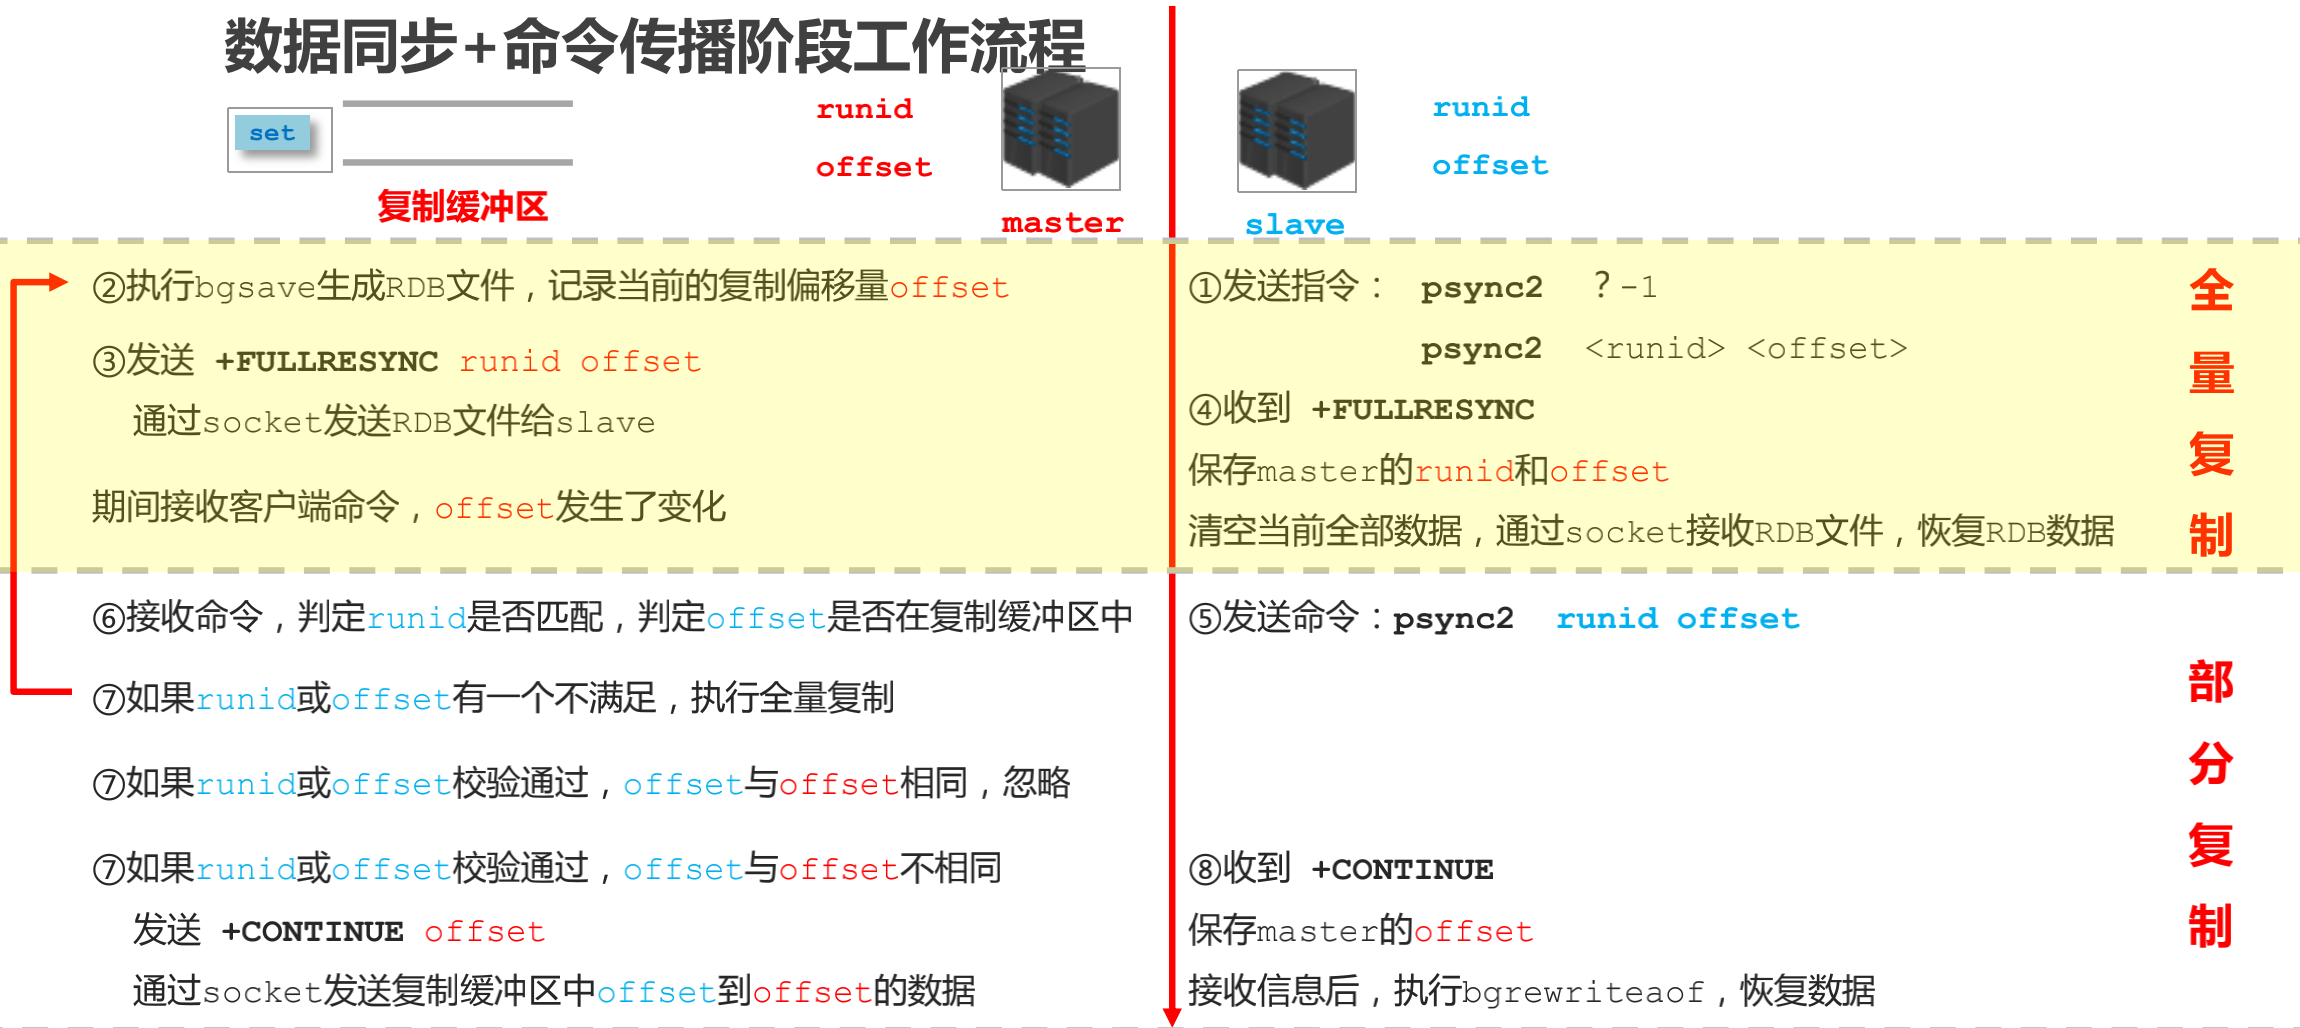 数据同步+命令传播阶段工作流程
set
复制缓冲区
runid
offset
master
runid
offset
slave
②执行bgsave生成RDB文件，记录当前的复制偏移量offset
③发送 +FULLRESYNC runid offset
通过socket发送RDB文件给slave
期间接收客户端命令，offset发生了变化
①发送指令： psync2 ？-1
psync2 <runid> <offset>
④收到 +FULLRESYNC
保存master的runid和offset
清空当前全部数据，通过socket接收RDB文件，恢复RDB数据
全
量
复
制
⑥接收命令，判定runid是否匹配，判定offset是否在复制缓冲区中
⑦如果runid或offset有一个不满足，执行全量复制
⑦如果runid或offset校验通过，offset与offset相同，忽略
⑦如果runid或offset校验通过，offset与offset不相同
发送 +CONTINUE offset
通过socket发送复制缓冲区中offset到offset的数据
⑤发送命令：psync2 runid offset
⑧收到 +CONTINUE
保存master的offset
接收信息后，执行bgrewriteaof，恢复数据
部
分
复
制